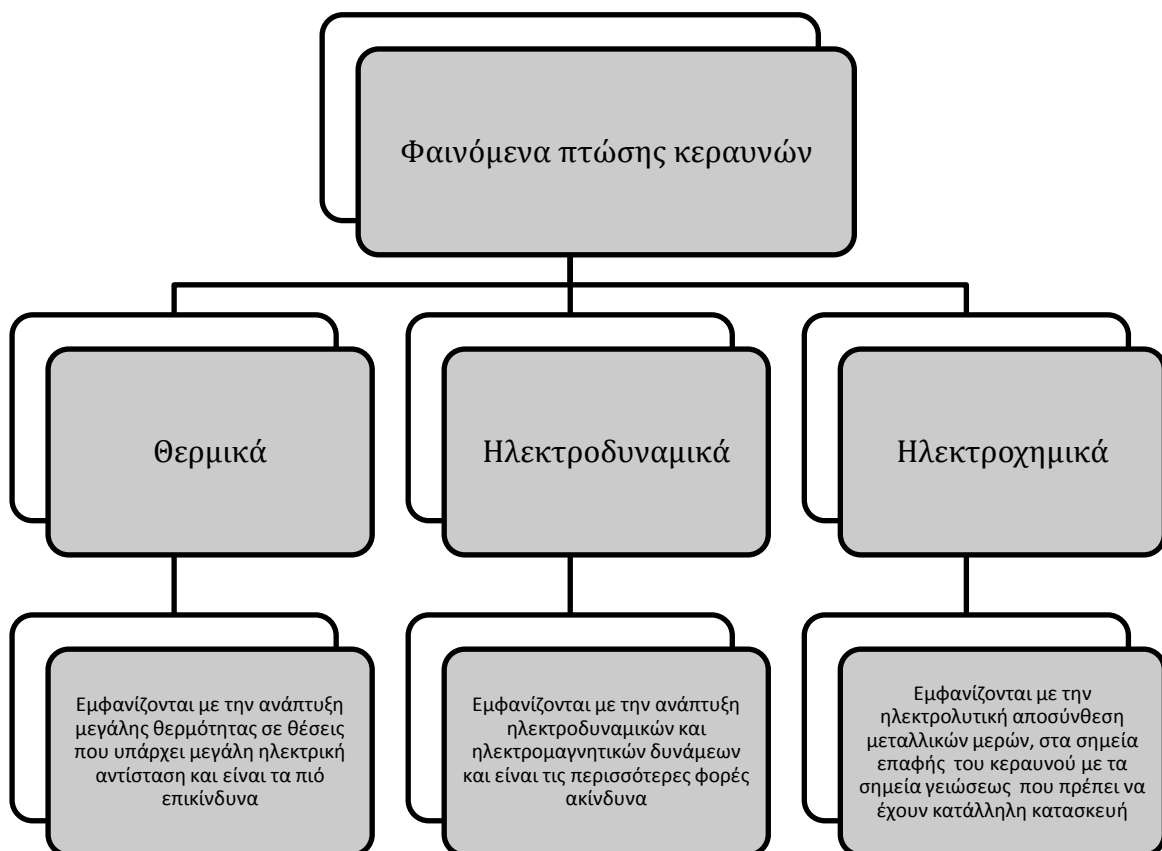 Φαινόμενα πτώσης κεραυνών
Θερμικά
Ηλεκτροδυναμικά
Ηλεκτροχημικά
Εμφανίζονται με την ανάπτυξη
μεγάλης θερμότητας σε θέσεις
που υπάρχει μεγάλη ηλεκτρική
αντίσταση και είναι τα πιό
επικίνδυνα
Εμφανίζονται με την ανάπτυξη
ηλεκτροδυναμικών και
ηλεκτρομαγνητικών δυνάμεων
και είναι τις περισσότερες φορές
ακίνδυνα
Εμφανίζονται με την
ηλεκτρολυτική αποσύνθεση
μεταλλικών μερών, στα σημεία
επαφής του κεραυνού με τα
σημεία γειώσεως που πρέπει να
έχουν κατάλληλη κατασκευή